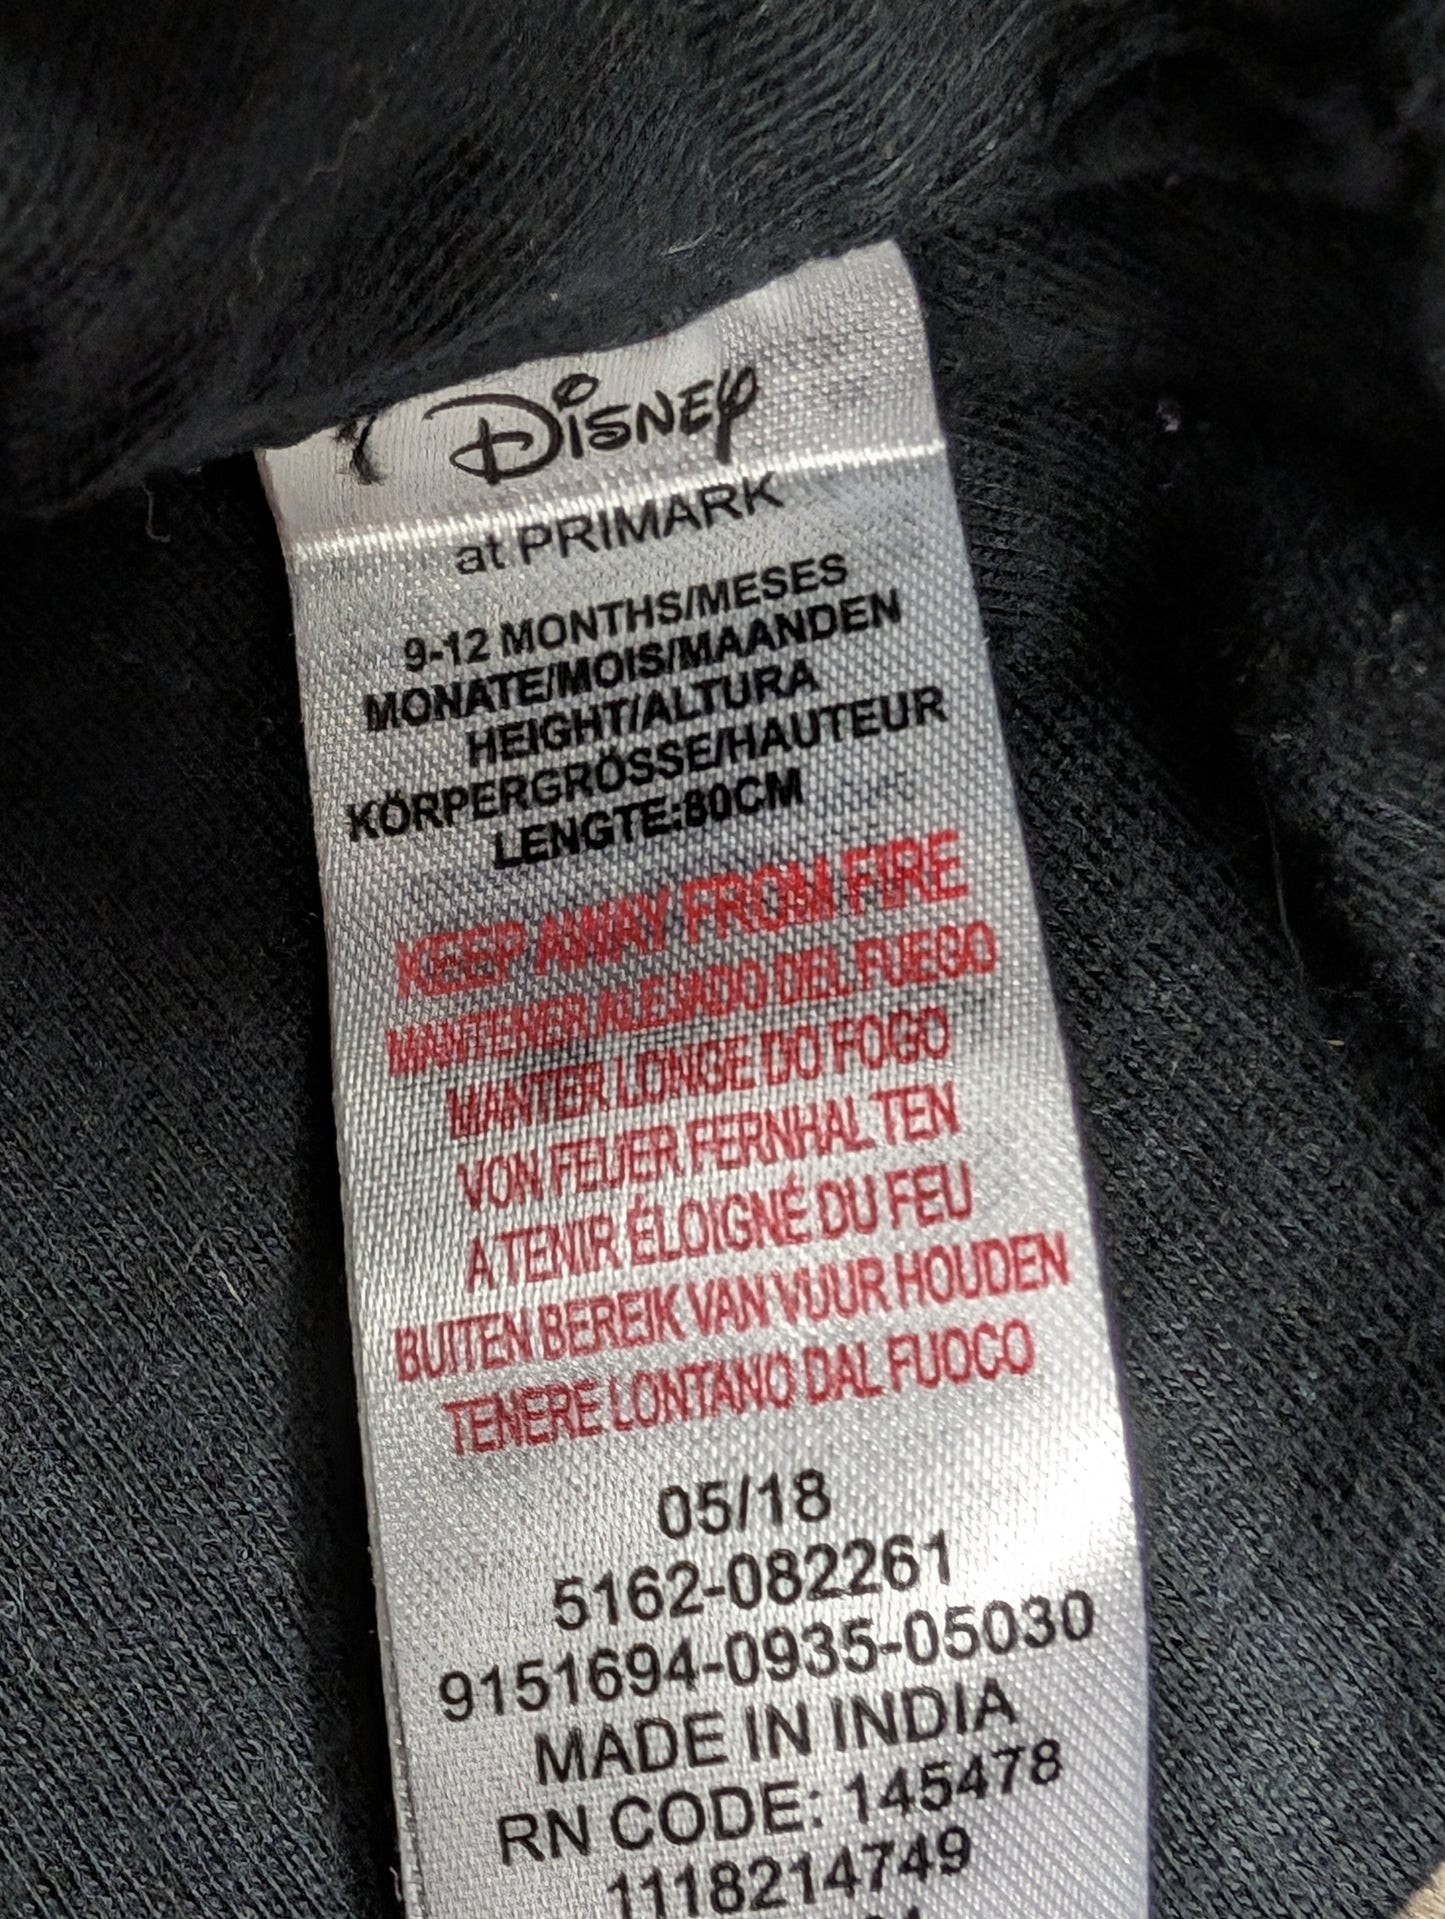 Disney
at PRIMARK
9-12 MONTHS/MESES
MONATE/MOIS/MAANDEN
HEIGHT/ALTURA
KÖRPERGRÖSSE/HAUTEUR
LENGTE:80CM
KEEP AWAY FROM FIRE
MANTENER ALEJADO DEL FUEGO
MANTER LONGE DO FOGO
VON FEUER FERNHALTEN
A TENIR ÉLOIGNÉ DU FEU
BUITEN BEREIK VAN VUUR HOUDEN
TENERE LONTANO DAL FUOCO
05/18
5162-082261
9151694-0935-05030
MADE IN INDIA
RN CODE: 145478
1118214749